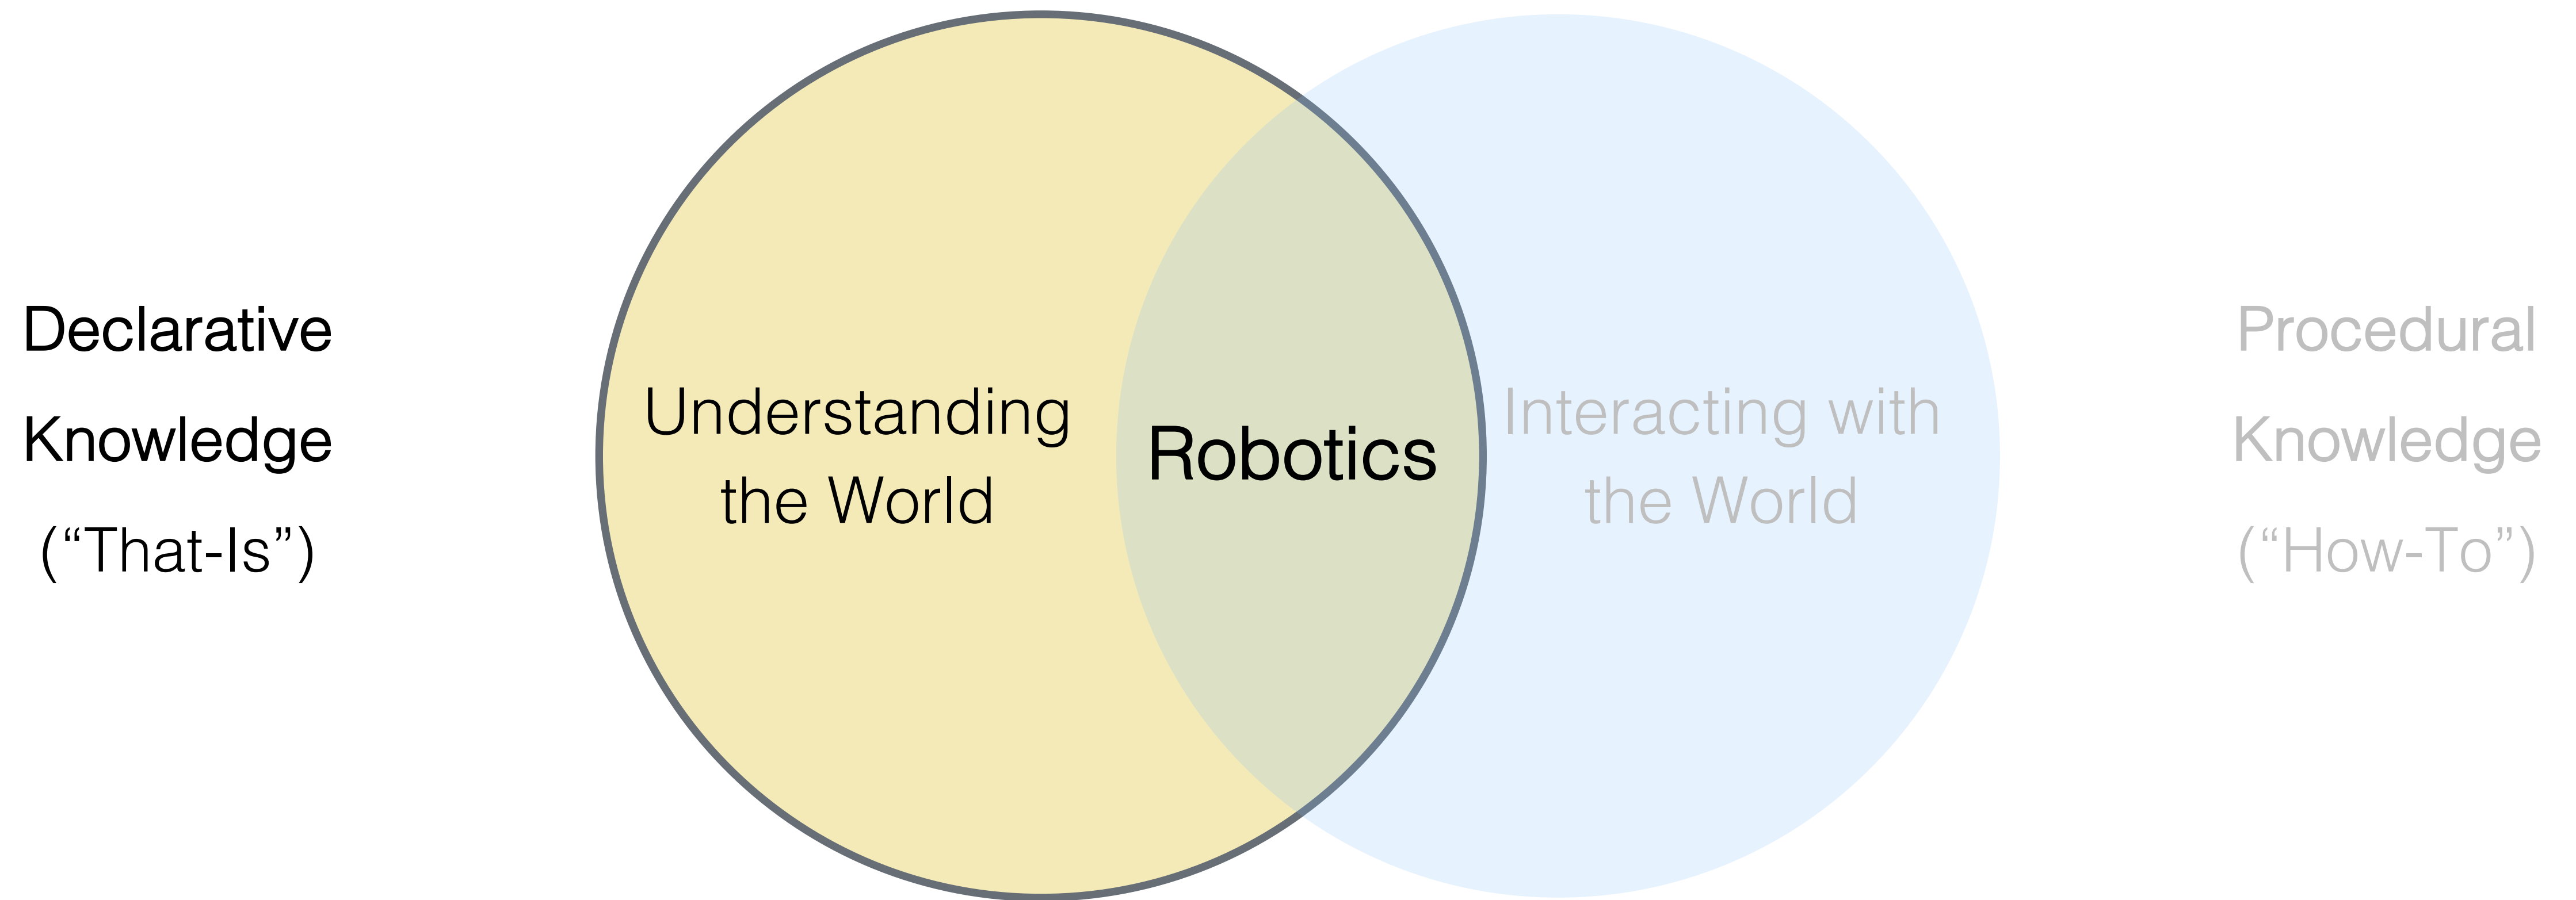 Declarative
Knowledge
(“That-Is”)
Understanding
the World
Robotics
Interacting with
the World
Procedural
Knowledge
(“How-To”)